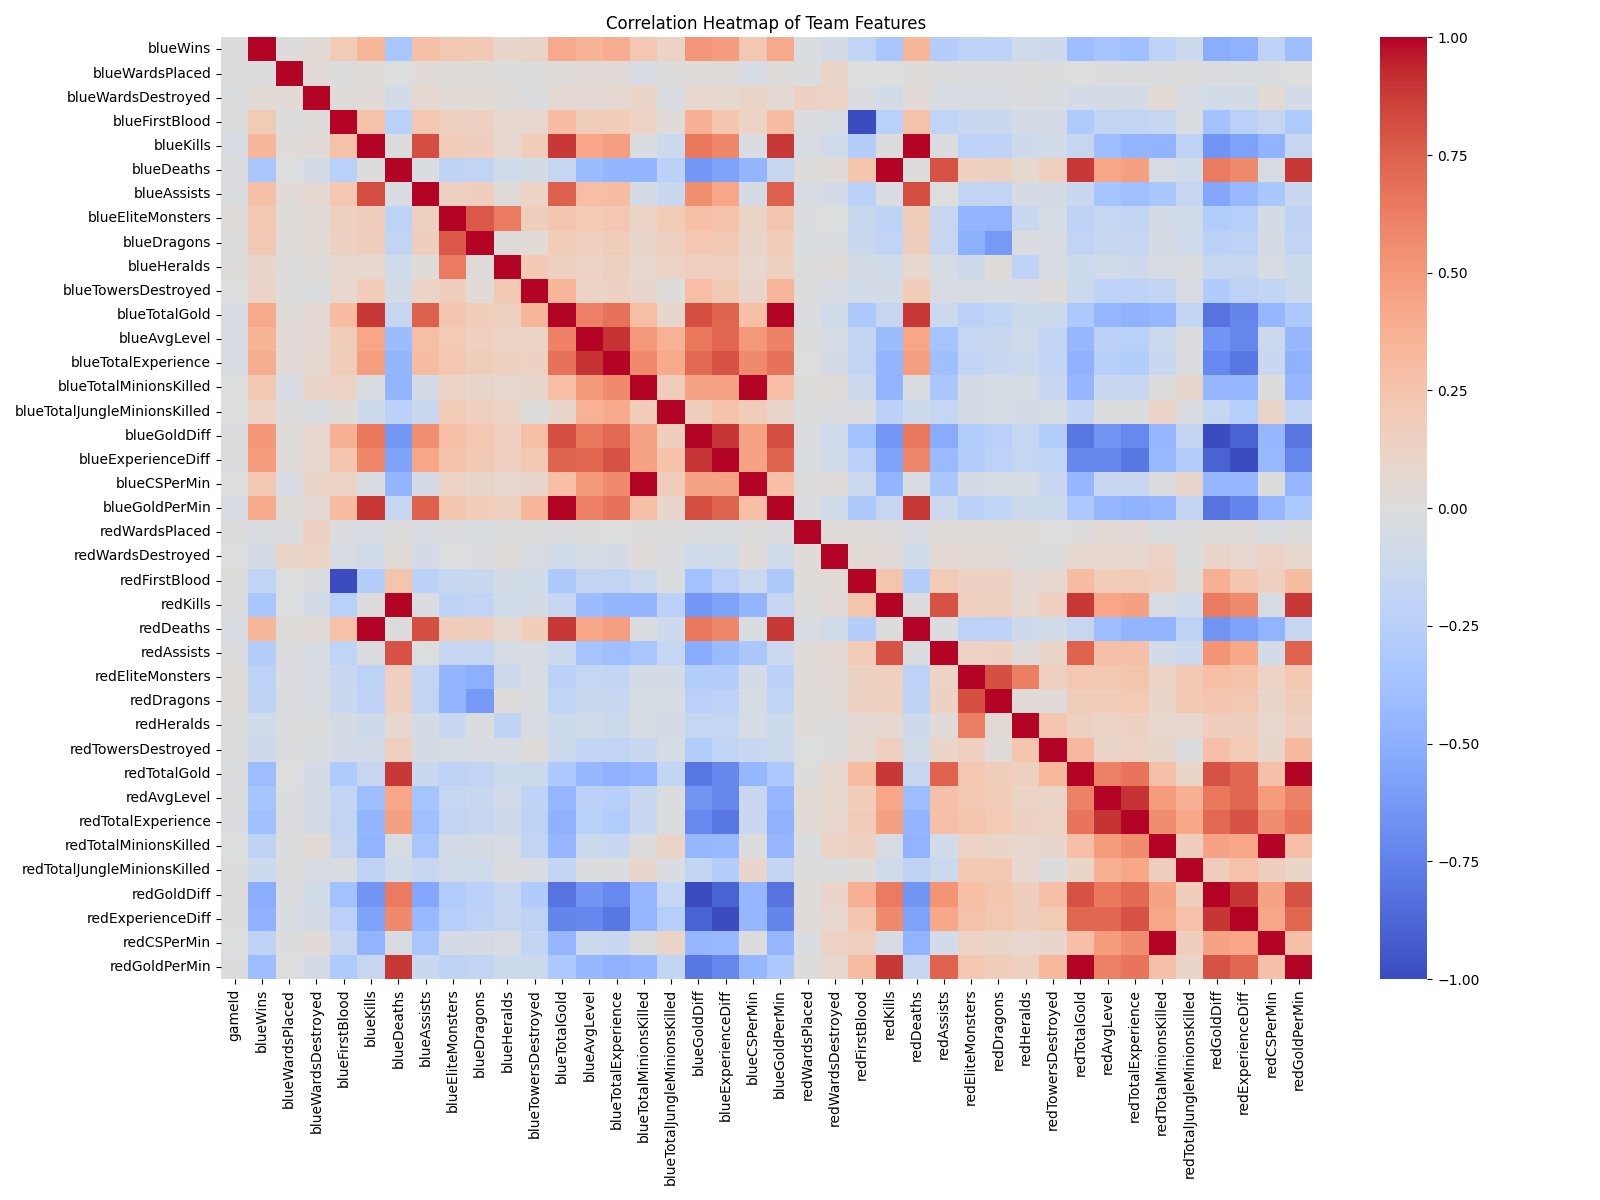 Correlation Heatmap of Team Features
blueWins
blueWardsPlaced
blueWardsDestroyed
blueFirstBlood
blueKills
blueDeaths
blueAssists
blueEliteMonsters
blueDragons
blueHeralds
blueTowersDestroyed
blueTotalGold
blueAvgLevel
blueTotalExperience
blueTotalMinionsKilled
blueTotalJungleMinionsKilled
blueGoldDiff
blueExperienceDiff
blueCSPerMin
blueGoldPerMin
redWardsPlaced
redWardsDestroyed
redFirstBlood
redKills
redDeaths
redAssists
redEliteMonsters
redDragons
redHeralds
redTowersDestroyed
redTotalGold
redAvgLevel
redTotalExperience
redTotalMinionsKilled
redTotalJungleMinionsKilled
redGoldDiff
redExperienceDiff
redCSPerMin
redGoldPerMin
gameId
blueWins
blueWardsPlaced
blueWardsDestroyed
blueFirstBlood
blueKills
blueDeaths
blueAssists
blueEliteMonsters
blueDragons
blueHeralds
blueTowersDestroyed
blueTotalGold
blueAvgLevel
blueTotalExperience
blueTotalMinionsKilled
blueTotalJungleMinionsKilled
blueGoldDiff
blueExperienceDiff
blueCSPerMin
blueGoldPerMin
redWardsPlaced
redWardsDestroyed
redFirstBlood
redKills
redDeaths
redAssists
redEliteMonsters
redDragons
redHeralds
redTowersDestroyed
redTotalGold
redAvgLevel
redTotalExperience
redTotalMinionsKilled
redTotalJungleMinionsKilled
redGoldDiff
redExperienceDiff
redCSPerMin
redGoldPerMin
1.00
0.75
0.50
0.25
0.00
−0.25
−0.50
−0.75
−1.00